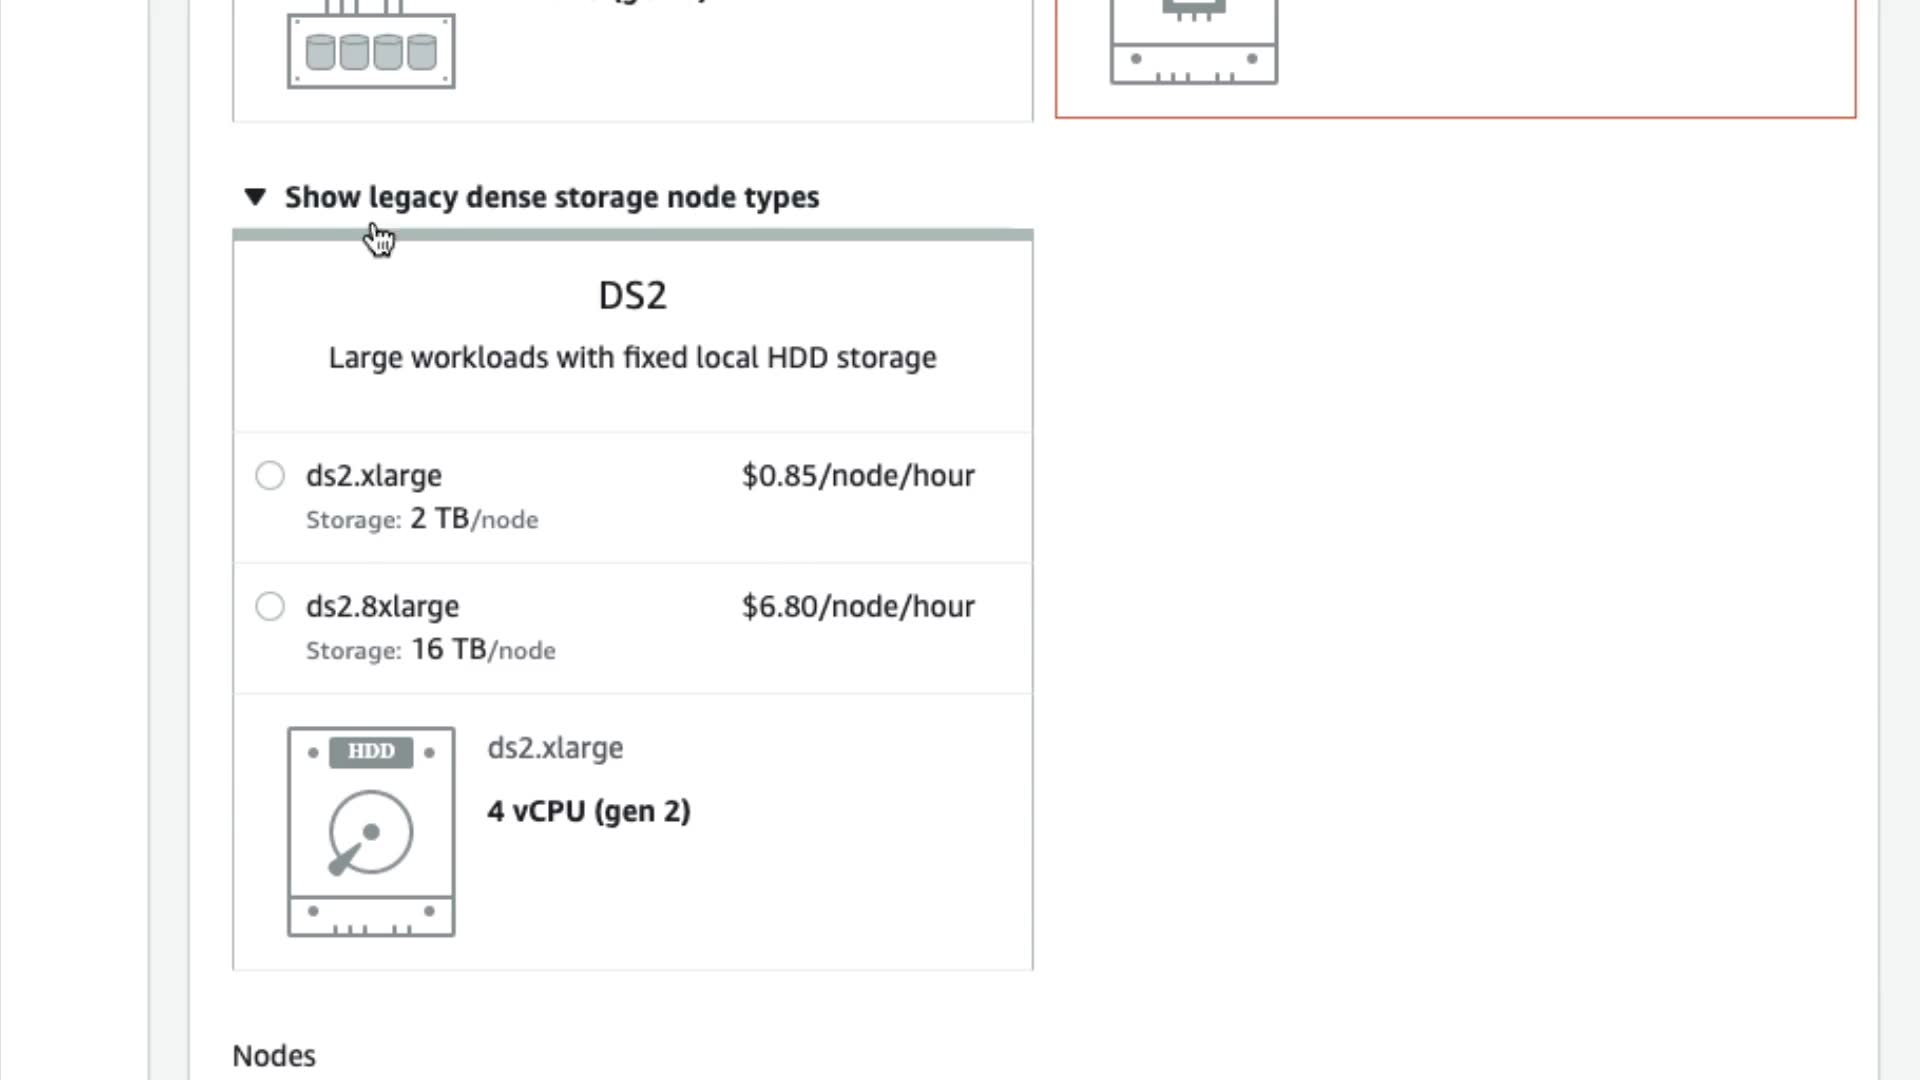 Show legacy dense storage node types
DS2
Large workloads with fixed local HDD storage
ds2.xlarge $0.85/node/hour
Storage: 2 TB/node
ds2.8xlarge $6.80/node/hour
Storage: 16 TB/node
HDD
ds2.xlarge
4 vCPU (gen 2)
Nodes